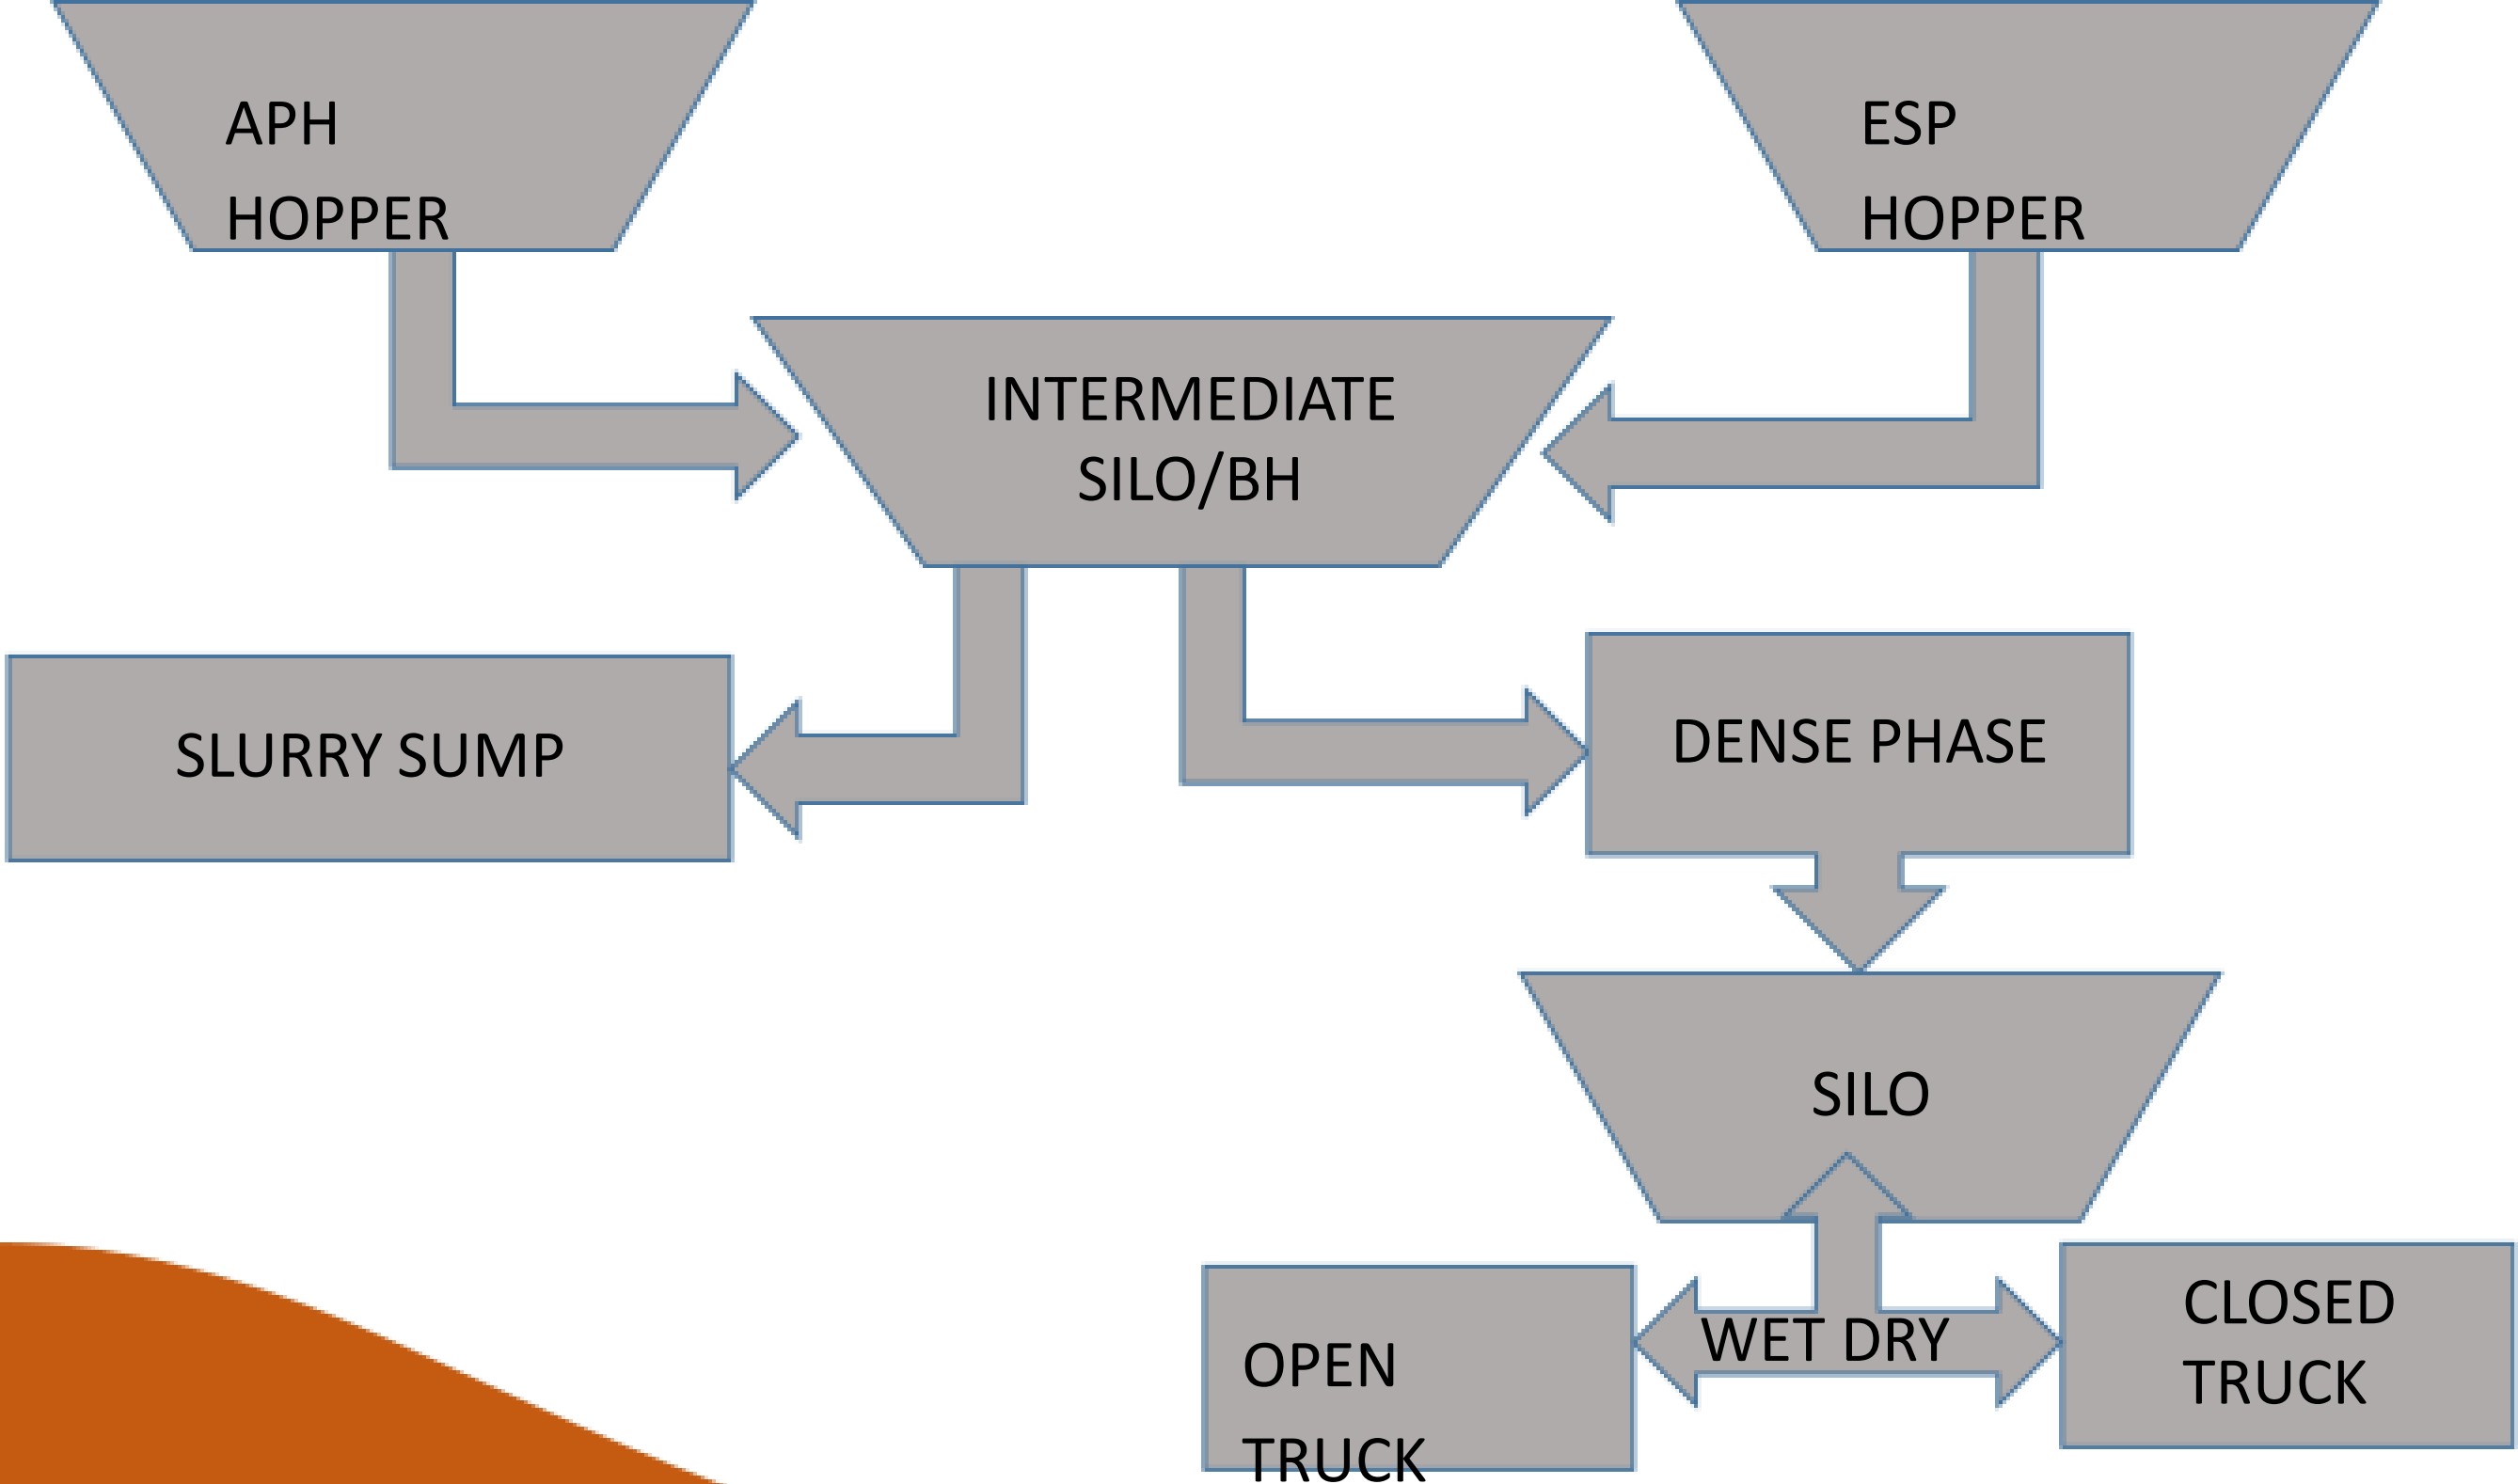 APH
HOPPER
ESP
HOPPER
INTERMEDIATE
SILO/BH
SLURRY SUMP
DENSE PHASE
SILO
OPEN
TRUCK
WET DRY
CLOSED
TRUCK